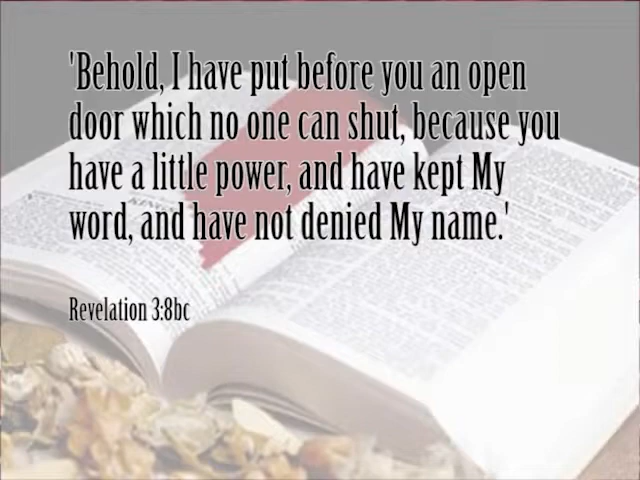 'Behold, I have put before you an open
door which no one can shut, because you
have a little power, and have kept My
word, and have not denied My name.'
Revelation 3:8bc